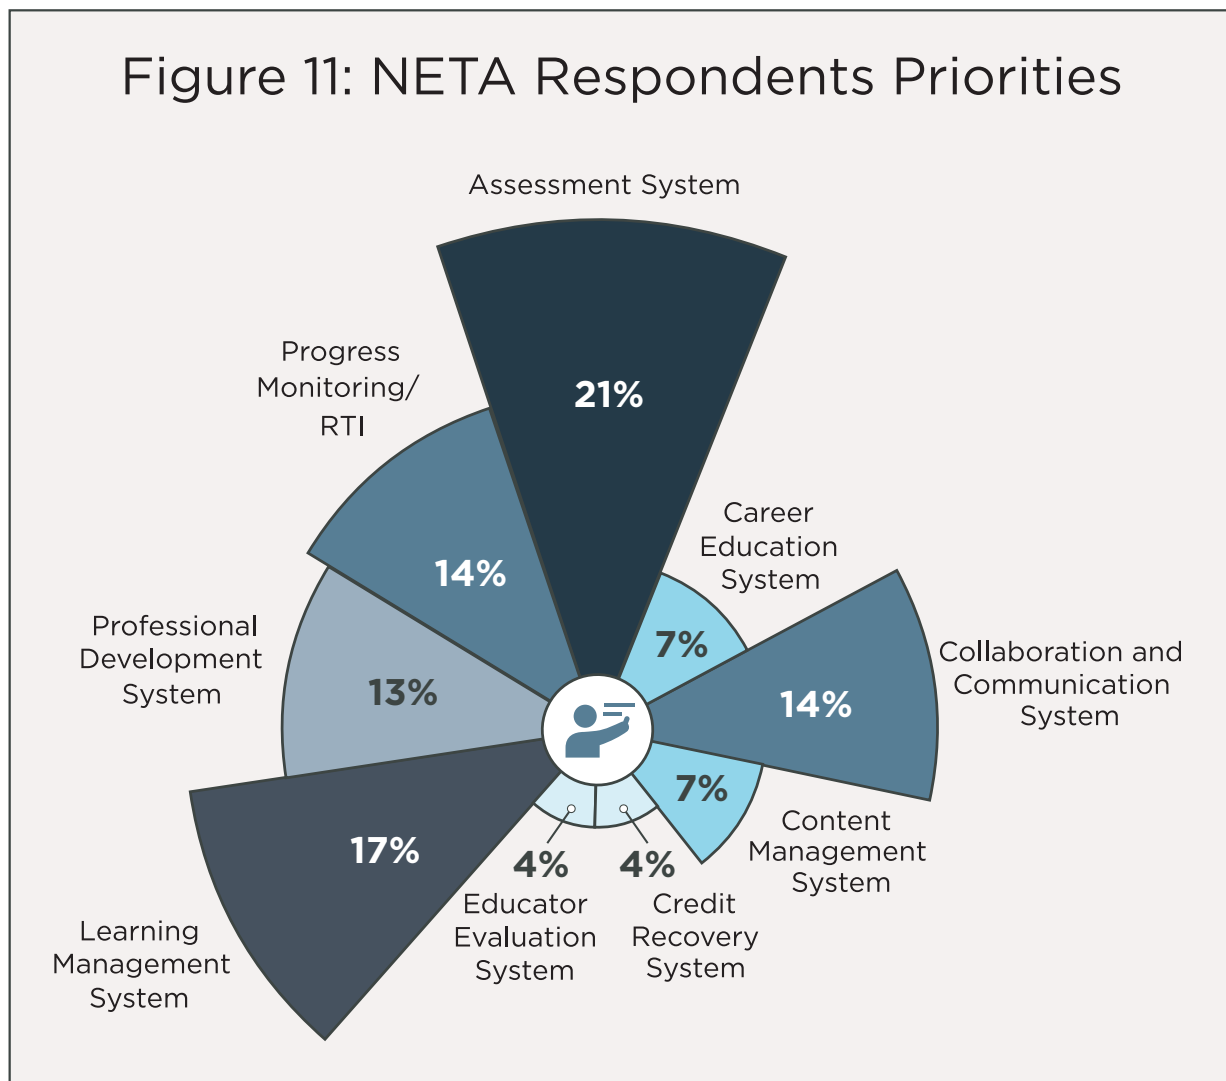 Figure 11: NETA Respondents Priorities
Assessment System
21%
Progress
Monitoring/
RTI
14%
Career
Education
System
7%
Collaboration and
Communication
System
14%
Professional
Development
System
13%
Content
Management
System
7%
Learning
Management
System
17%
4%
Educator
Evaluation
System
4%
Credit
Recovery
System